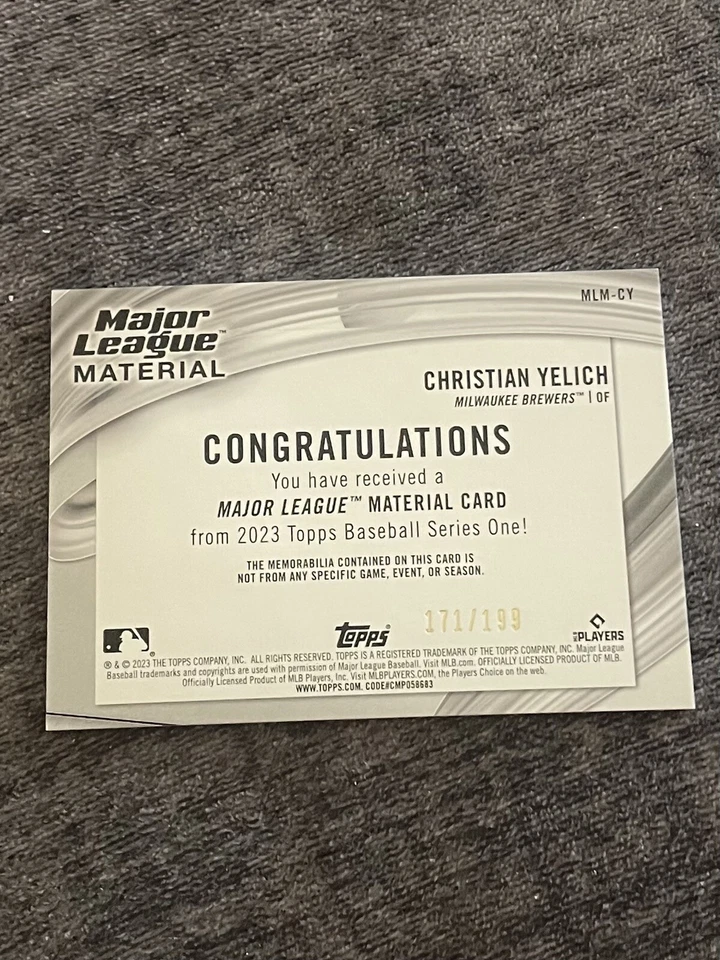 MLM-CY
Major
League™
MATERIAL
CHRISTIAN YELICH
MILWAUKEE BREWERS™ | OF
CONGRATULATIONS
You have received a
MAJOR LEAGUE™ MATERIAL CARD
from 2023 Topps Baseball Series One!
THE MEMORABILIA CONTAINED ON THIS CARD IS
NOT FROM ANY SPECIFIC GAME, EVENT, OR SEASON.
171/199
Topps®
MLB PLAYERS
® & © 2023 THE TOPPS COMPANY, INC. ALL RIGHTS RESERVED. TOPPS IS A REGISTERED TRADEMARK OF THE TOPPS COMPANY, INC. Major League
Baseball trademarks and copyrights are used with permission of Major League Baseball. Visit MLB.com. OFFICIALLY LICENSED PRODUCT OF MLB.
Officially Licensed Product of MLB Players, Inc. Visit MLBPLAYERS.COM, the Players Choice on the web.
WWW.TOPPS.COM. CODE#CMP058683